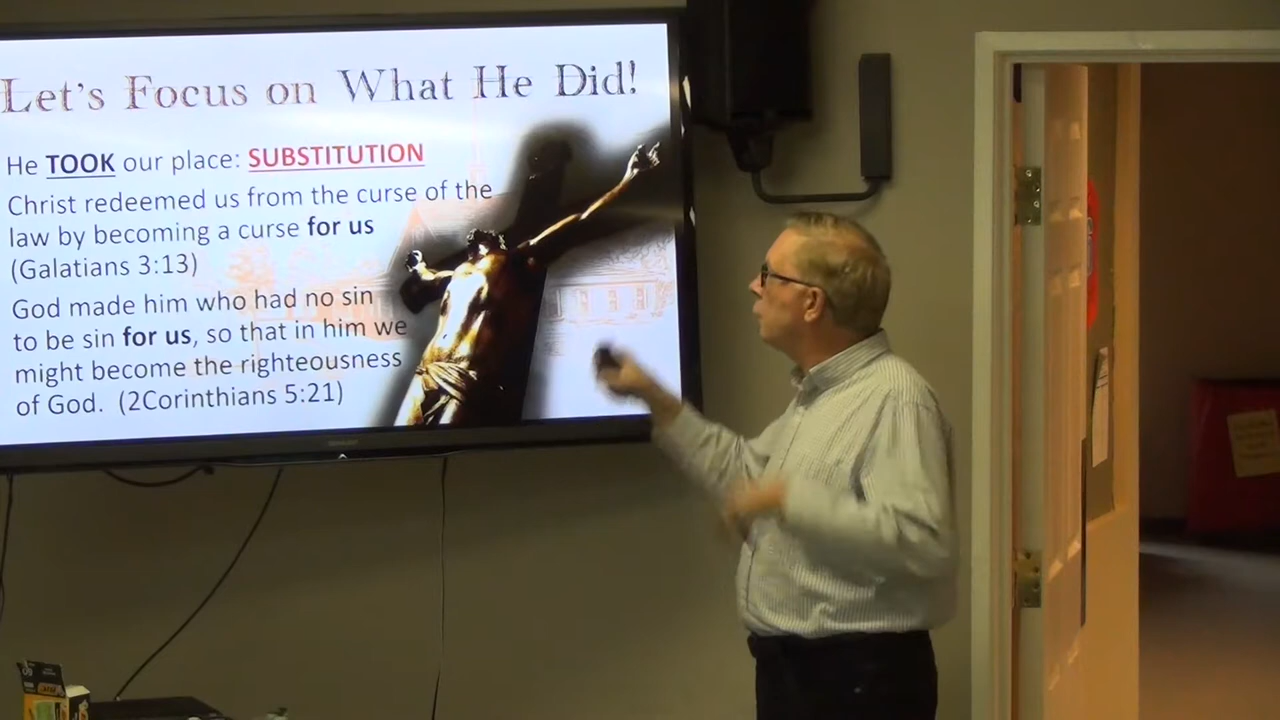 Let's Focus on What He Did!
He TOOK our place: SUBSTITUTION
Christ redeemed us from the curse of the
law by becoming a curse for us
(Galatians 3:13)
God made him who had no sin
to be sin for us, so that in him we
might become the righteousness
of God. (2Corinthians 5:21)